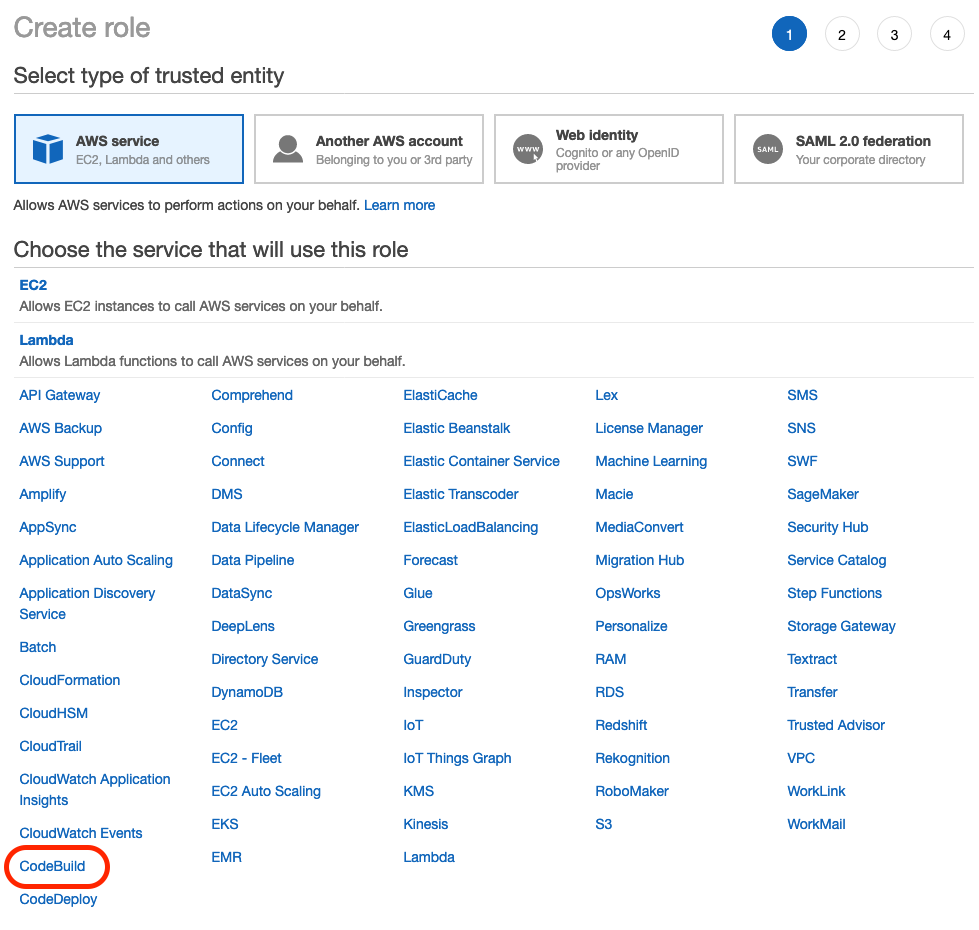 Create role
1 2 3 4
Select type of trusted entity
AWS service
EC2, Lambda and others
Another AWS account
Belonging to you or 3rd party
WWW
Web identity
Cognito or any OpenID
provider
SAML
SAML 2.0 federation
Your corporate directory
Allows AWS services to perform actions on your behalf. Learn more
Choose the service that will use this role
EC2
Allows EC2 instances to call AWS services on your behalf.
Lambda
Allows Lambda functions to call AWS services on your behalf.
API Gateway
AWS Backup
AWS Support
Amplify
AppSync
Application Auto Scaling
Application Discovery
Service
Batch
CloudFormation
CloudHSM
CloudTrail
CloudWatch Application
Insights
CloudWatch Events
CodeBuild
CodeDeploy
Comprehend
Config
Connect
DMS
Data Lifecycle Manager
Data Pipeline
DataSync
DeepLens
Directory Service
DynamoDB
EC2
EC2 - Fleet
EC2 Auto Scaling
EKS
EMR
ElastiCache
Elastic Beanstalk
Elastic Container Service
Elastic Transcoder
ElasticLoadBalancing
Forecast
Glue
Greengrass
GuardDuty
Inspector
IoT
IoT Things Graph
KMS
Kinesis
Lambda
Lex
License Manager
Machine Learning
Macie
MediaConvert
Migration Hub
OpsWorks
Personalize
RAM
RDS
Redshift
Rekognition
RoboMaker
S3
SMS
SNS
SWF
SageMaker
Security Hub
Service Catalog
Step Functions
Storage Gateway
Textract
Transfer
Trusted Advisor
VPC
WorkLink
WorkMail